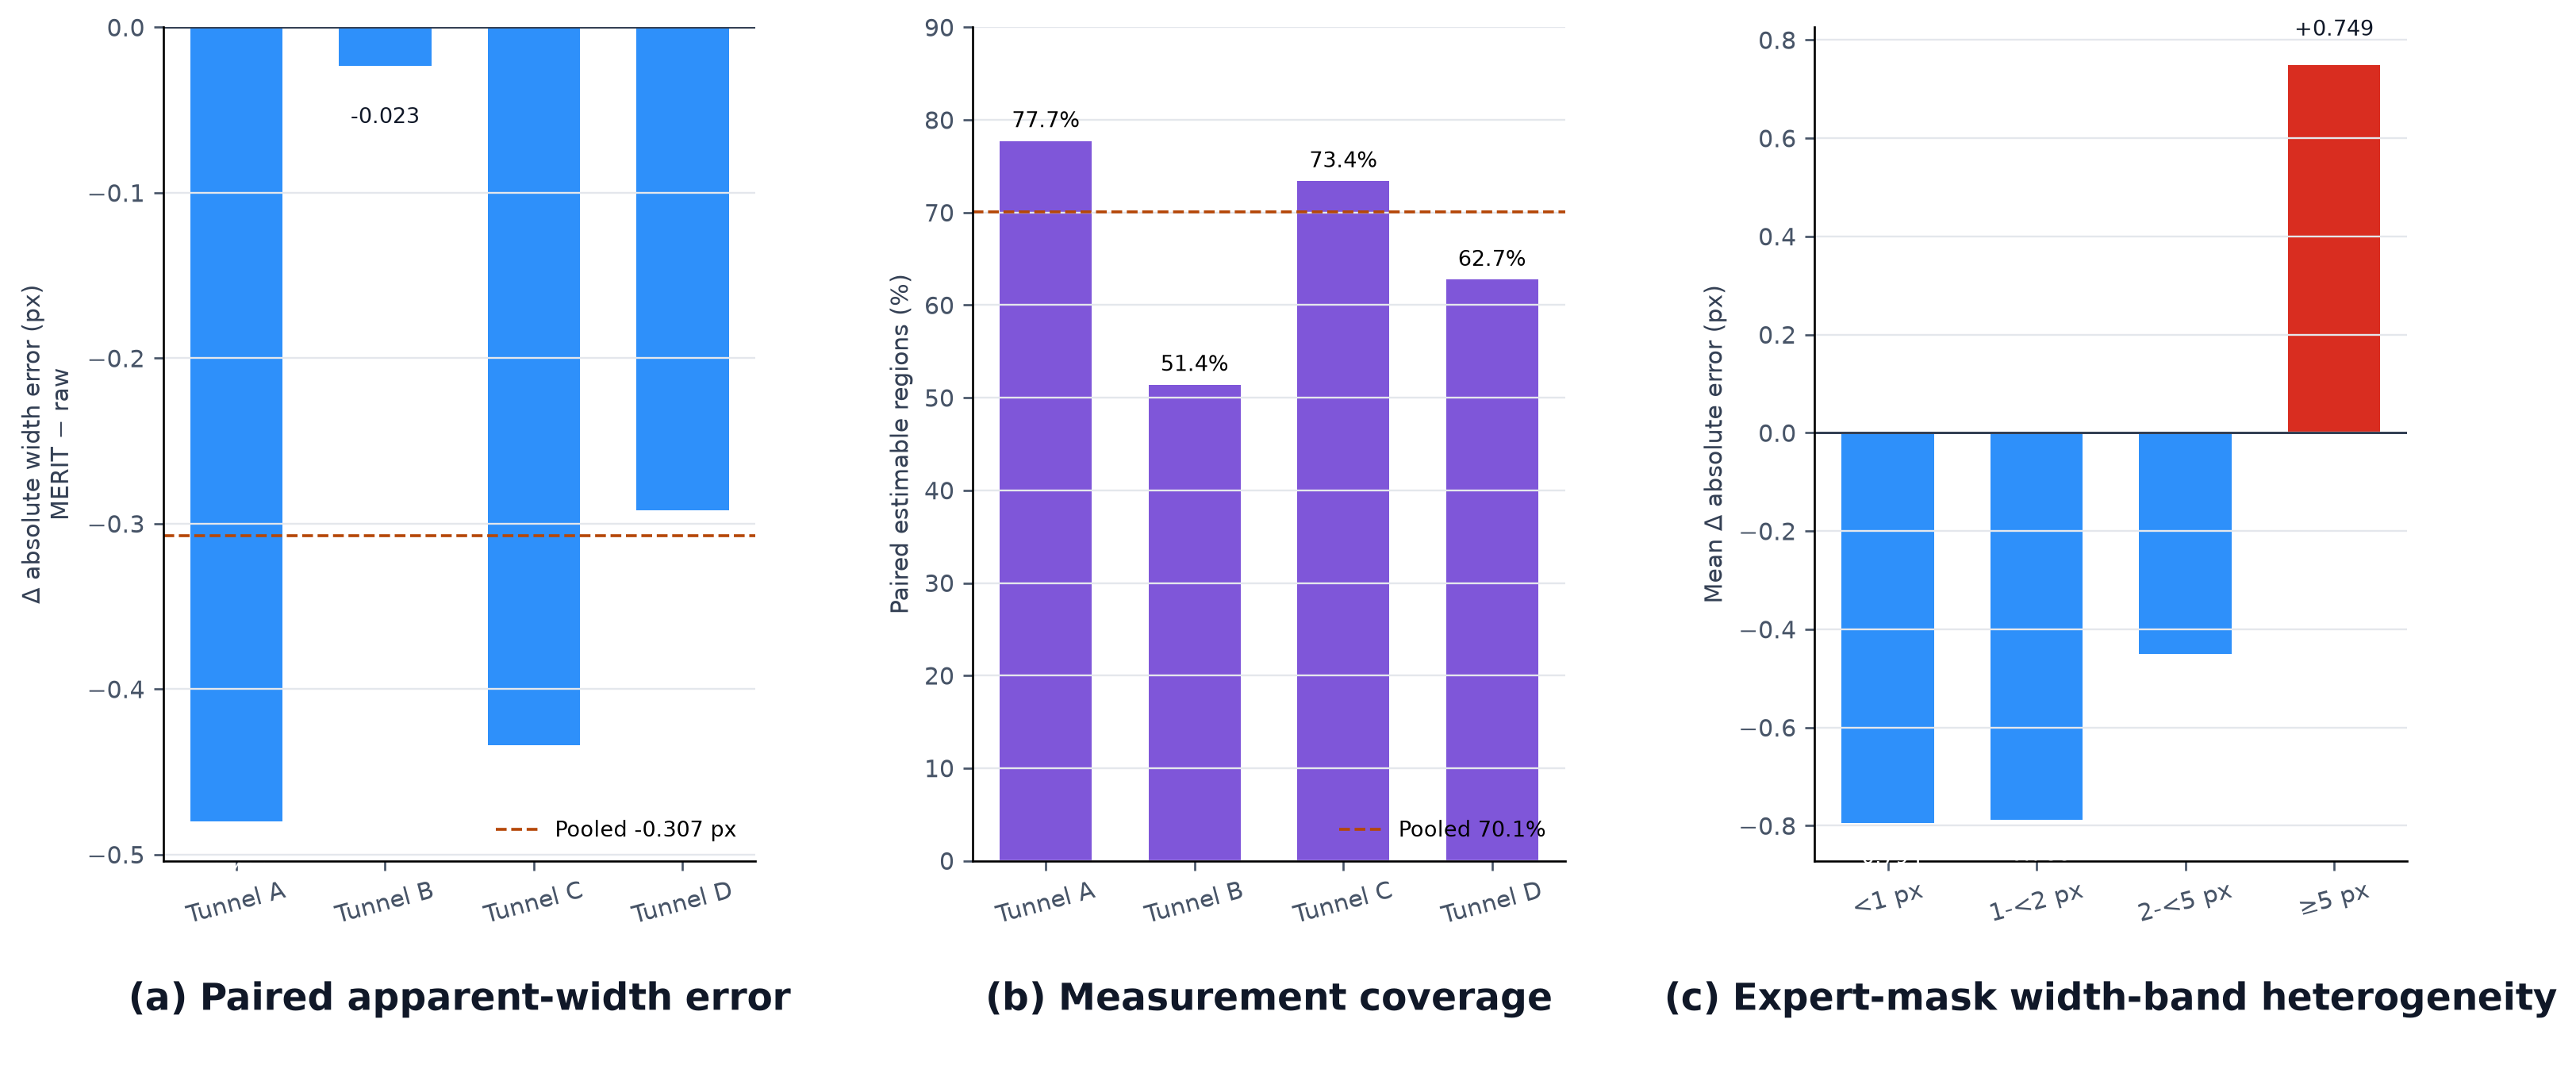 0.0
−0.1
−0.2
−0.3
−0.4
−0.5
Δ absolute width error (px)
MERIT − raw
-0.023
Pooled -0.307 px
Tunnel A
Tunnel B
Tunnel C
Tunnel D
(a) Paired apparent-width error
90
80
70
60
50
40
30
20
10
0
Paired estimable regions (%)
77.7%
51.4%
73.4%
62.7%
Pooled 70.1%
Tunnel A
Tunnel B
Tunnel C
Tunnel D
(b) Measurement coverage
0.8
0.6
0.4
0.2
0.0
−0.2
−0.4
−0.6
−0.8
Mean Δ absolute error (px)
+0.749
<1 px
1-<2 px
2-<5 px
≥5 px
(c) Expert-mask width-band heterogeneity